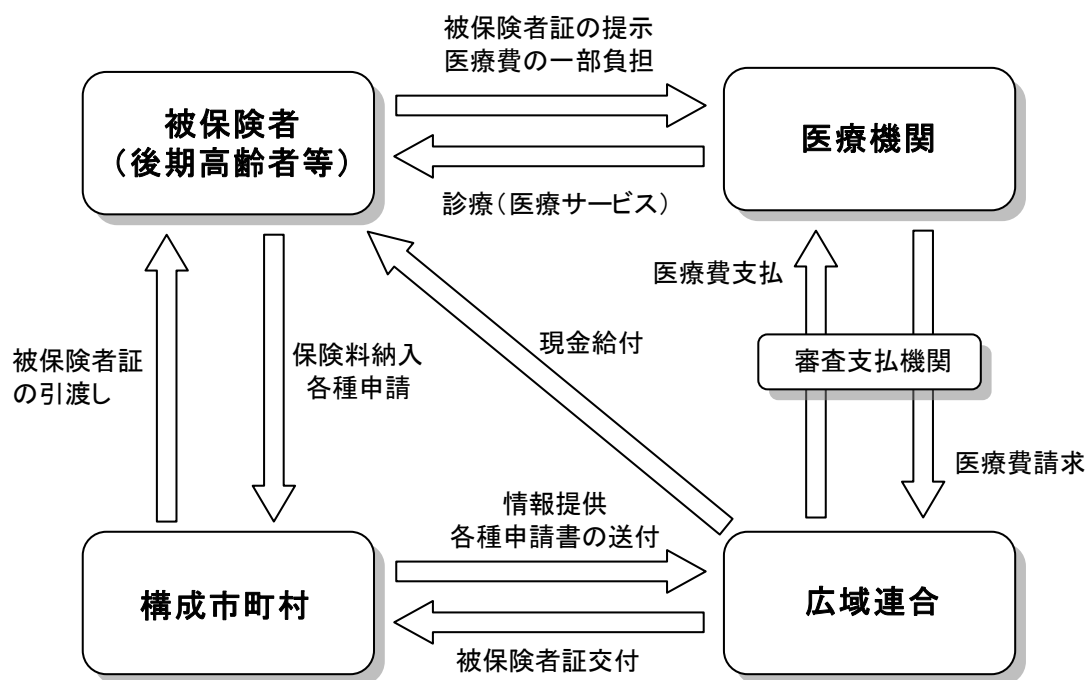 被保険者証の提示
医療費の一部負担
被保険者
（後期高齢者等）
医療機関
診療（医療サービス）
医療費支払
現金給付
審査支払機関
被保険者証
の引渡し
保険料納入
各種申請
医療費請求
情報提供
各種申請書の送付
構成市町村
広域連合
被保険者証交付